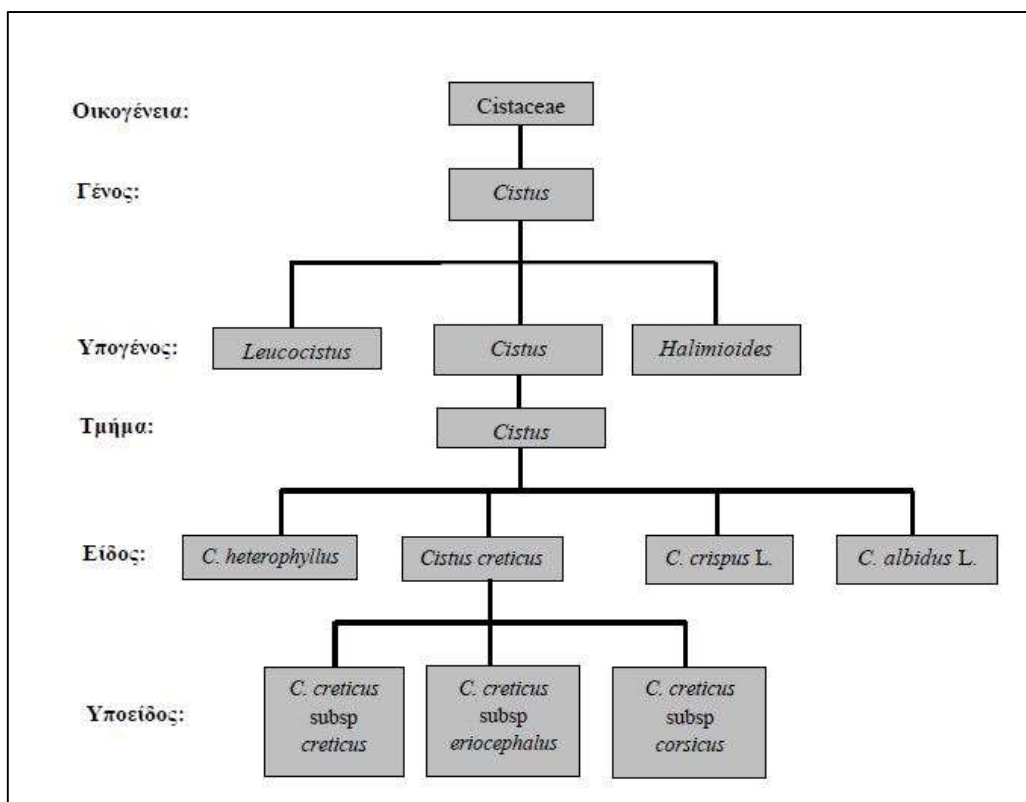 Οικογένεια: Cistaceae
Γένος: Cistus
Υπογένος: Leucocistus Cistus Halimioides
Τμήμα: Cistus
Είδος: C. heterophyllus Cistus creticus C. crispus L. C. albidus L.
Υποείδος:
C. creticus
subsp
creticus
C. creticus
subsp
eriocephalus
C. creticus
subsp
corsicus